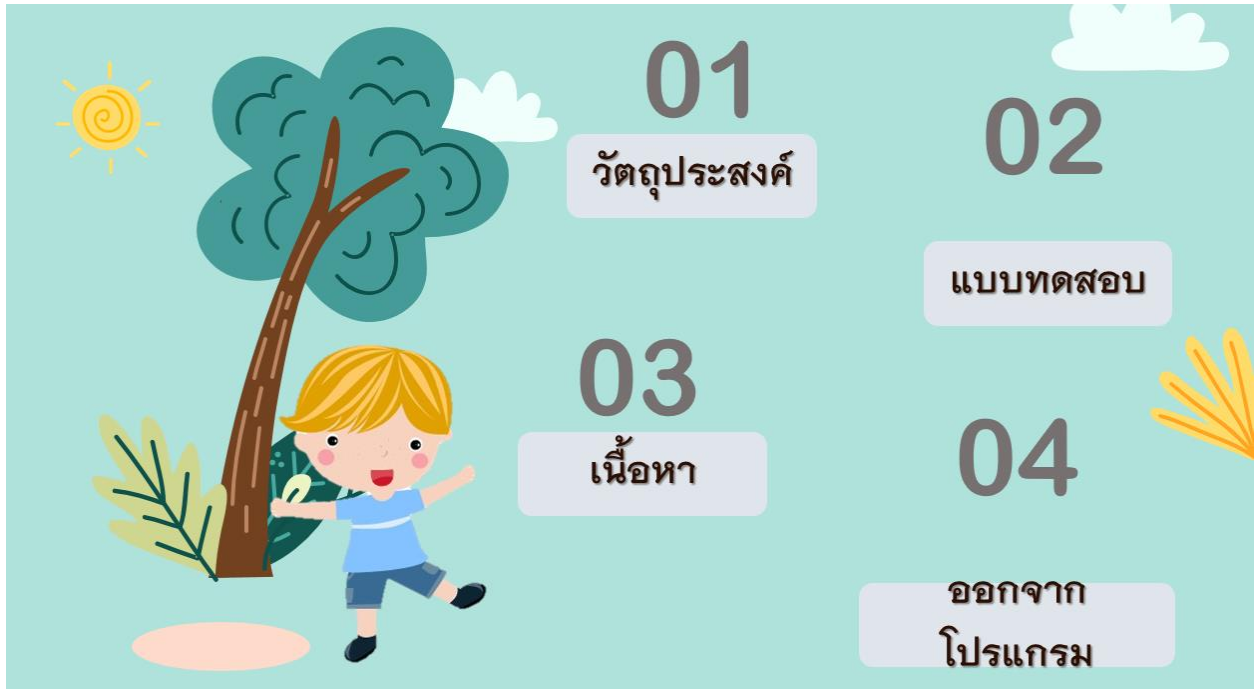 01
วัตถุประสงค์
02
แบบทดสอบ
03
เนื้อหา
04
ออกจาก
โปรแกรม